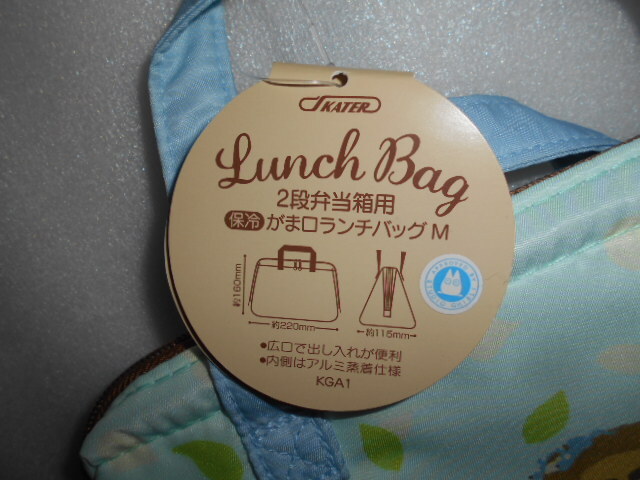 SKATER
Lunch Bag
2段弁当箱用
保冷 がま口ランチバッグ M
約160mm
約220mm
約115mm
●広口で出し入れが便利
●内側はアルミ蒸着仕様
KGA1